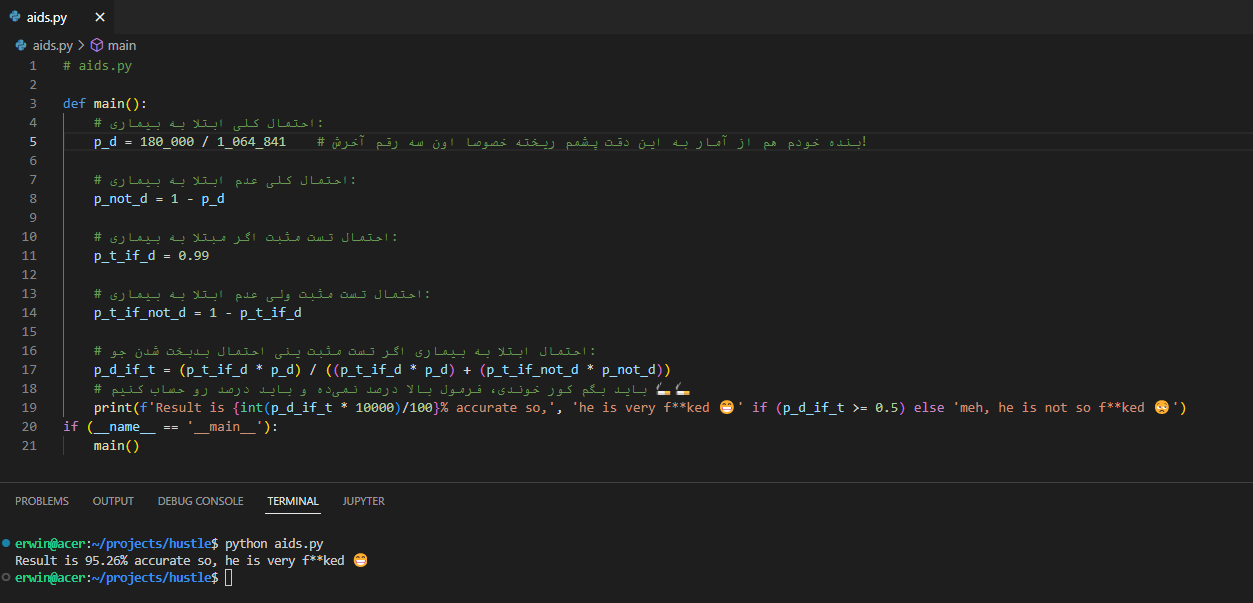 aids.py
aids.py > main
1 # aids.py
2
3 def main():
4 # احتمال کلی ابتلا به بیماری:
5 p_d = 180_000 / 1_064_841 # بنده خودم هم از آمار به این دقت پشمم ریخته خصوصا اون سه رقم آخرش!
6
7 # احتمال کلی عدم ابتلا به بیماری:
8 p_not_d = 1 - p_d
9
10 # احتمال تست مثبت اگر مبتلا به بیماری:
11 p_t_if_d = 0.99
12
13 # احتمال تست مثبت ولی عدم ابتلا به بیماری:
14 p_t_if_not_d = 1 - p_t_if_d
15
16 # احتمال ابتلا به بیماری اگر تست مثبت ینی احتمال بدبخت شدن جو:
17 p_d_if_t = (p_t_if_d * p_d) / ((p_t_if_d * p_d) + (p_t_if_not_d * p_not_d))
18 # باید بگم کور خوندی، فرمول بالا درصد نمی‌ده و باید درصد رو حساب کنیم 🚬🚬
19 print(f'Result is {int(p_d_if_t * 10000)/100}% accurate so,', 'he is very f**ked 😁' if (p_d_if_t >= 0.5) else 'meh, he is not so f**ked 😳')
20 if (__name__ == '__main__'):
21 main()
PROBLEMS OUTPUT DEBUG CONSOLE TERMINAL JUPYTER
erwin@acer:~/projects/hustle$ python aids.py
Result is 95.26% accurate so, he is very f**ked 😁
erwin@acer:~/projects/hustle$